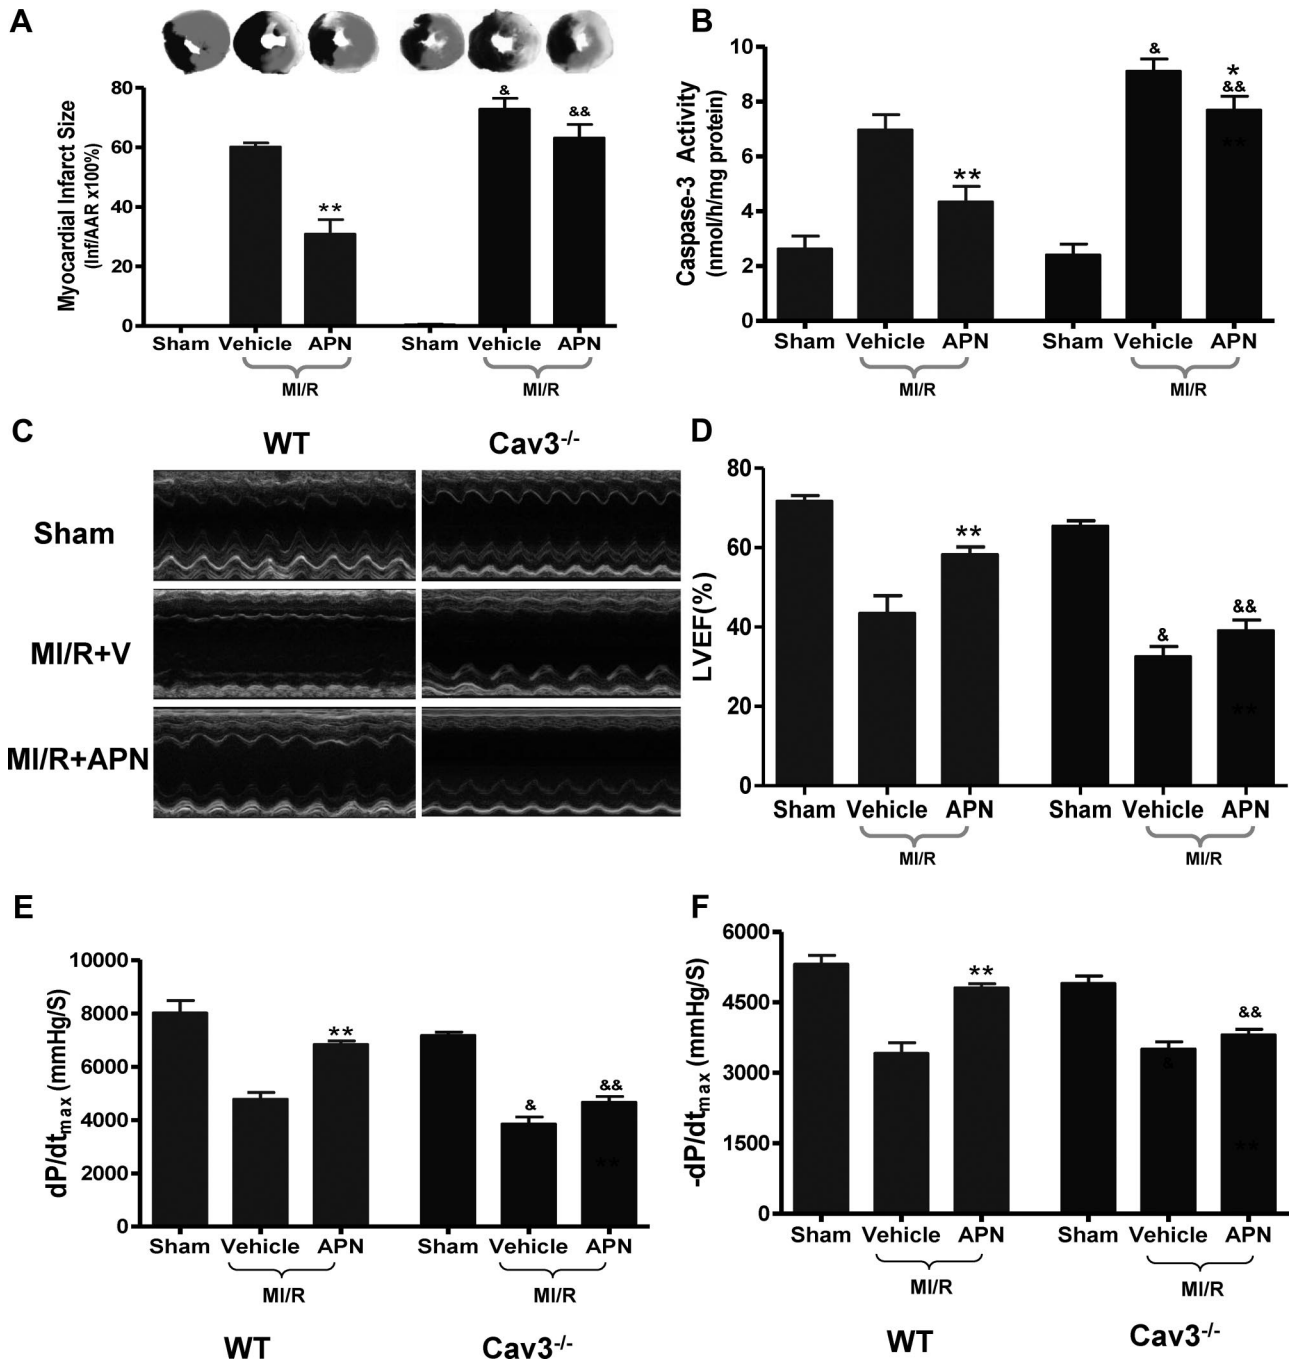 A
Myocardial Infarct Size
(Inf/AAR x100%)
80
60
40
20
0
**
&
&&
Sham Vehicle APN Sham Vehicle APN
MI/R MI/R
B
Caspase-3 Activity
(nmol/h/mg protein)
10
8
6
4
2
0
**
&
*
&&
**
Sham Vehicle APN Sham Vehicle APN
MI/R MI/R
C
WT Cav3-/-
Sham
MI/R+V
MI/R+APN
D
LVEF(%)
80
60
40
20
0
**
&
&&
**
Sham Vehicle APN Sham Vehicle APN
MI/R MI/R
E
dP/dtmax (mmHg/S)
10000
8000
6000
4000
2000
0
**
&
&&
**
Sham Vehicle APN Sham Vehicle APN
MI/R MI/R
WT Cav3-/-
F
-dP/dtmax (mmHg/S)
6000
4500
3000
1500
0
**
&
&&
**
Sham Vehicle APN Sham Vehicle APN
MI/R MI/R
WT Cav3-/-